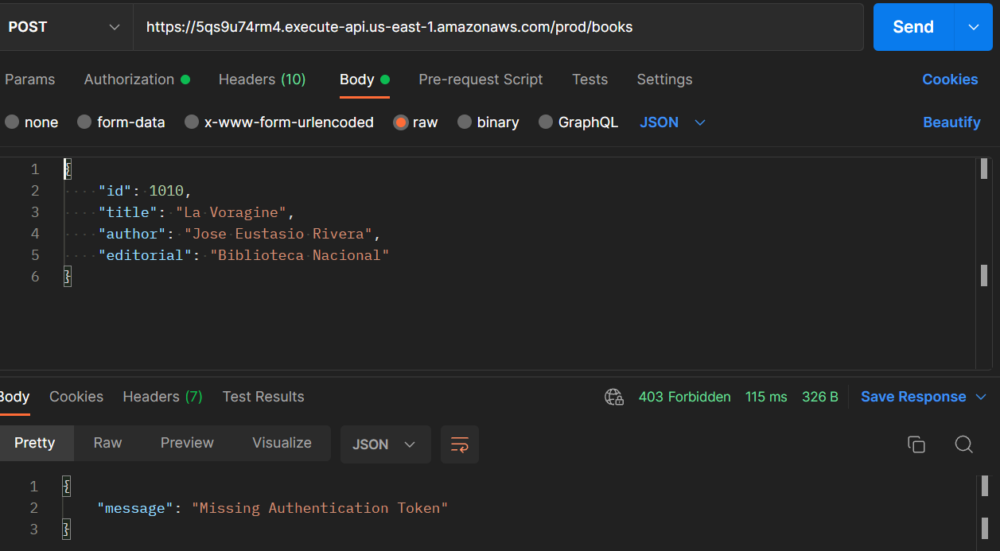 POST https://5qs9u74rm4.execute-api.us-east-1.amazonaws.com/prod/books Send
Params Authorization Headers (10) Body Pre-request Script Tests Settings Cookies
none form-data x-www-form-urlencoded raw binary GraphQL JSON Beautify
1 {
2 "id": 1010,
3 "title": "La Voragine",
4 "author": "Jose Eustasio Rivera",
5 "editorial": "Biblioteca Nacional"
6 }
Body Cookies Headers (7) Test Results 403 Forbidden 115 ms 326 B Save Response
Pretty Raw Preview Visualize JSON
1 {
2 "message": "Missing Authentication Token"
3 }